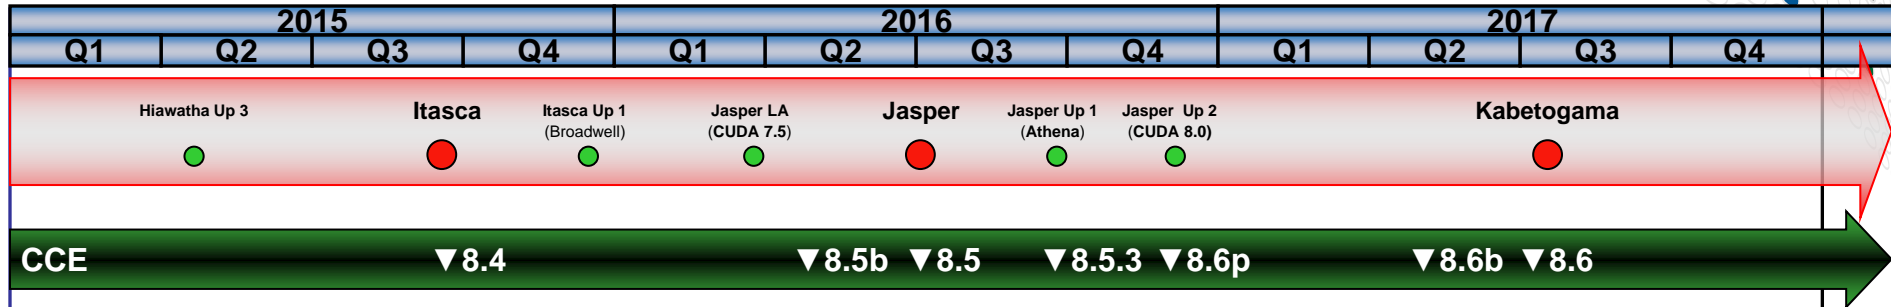 2015 2016 2017
Q1 Q2 Q3 Q4 Q1 Q2 Q3 Q4 Q1 Q2 Q3 Q4
Hiawatha Up 3 Itasca Itasca Up 1 Jasper LA Jasper Jasper Up 1 Jasper Up 2 Kabetogama
(Broadwell) (CUDA 7.5) (Athena) (CUDA 8.0)
CCE ▼8.4 ▼8.5b ▼8.5 ▼8.5.3 ▼8.6p ▼8.6b ▼8.6